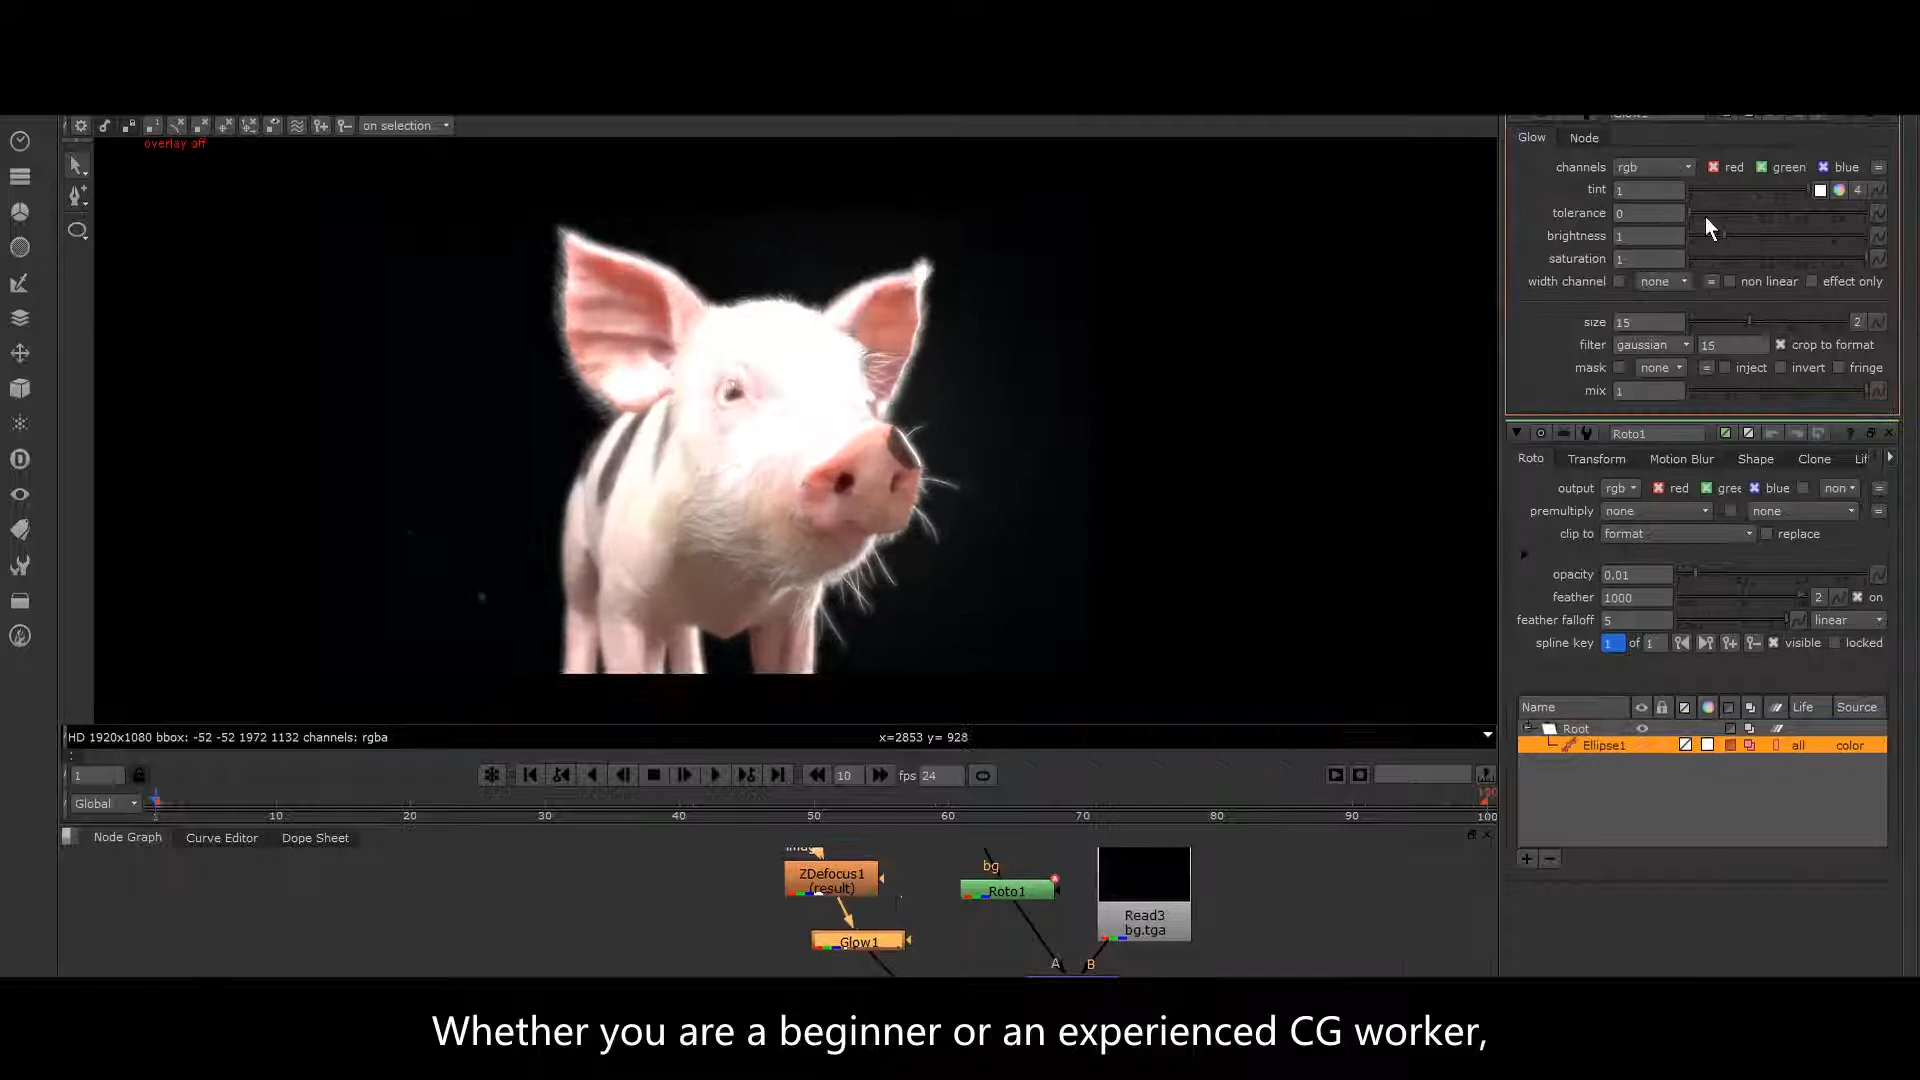 on selection
overlay off
HD 1920x1080 bbox: -52 -52 1972 1132 channels: rgba
x=2853 y= 928
1
10
fps 24
Global
10 20 30 40 50 60 70 80 90 100
Node Graph Curve Editor Dope Sheet
ZDefocus1
(result)
Glow1
bg
Roto1
Read3
bg.tga
A B
Glow Node
channels rgb red green blue =
tint 1 4
tolerance 0
brightness 1
saturation 1
width channel none = non linear effect only
size 15 2
filter gaussian 15 crop to format
mask none = inject invert fringe
mix 1
Roto1
Roto Transform Motion Blur Shape Clone Lif
output rgb red gree blue non =
premultiply none none =
clip to format replace
opacity 0.01
feather 1000 2 on
feather falloff 5 linear
spline key 1 of 1 visible locked
Name Life Source
Root
Ellipse1 all color
Whether you are a beginner or an experienced CG worker,